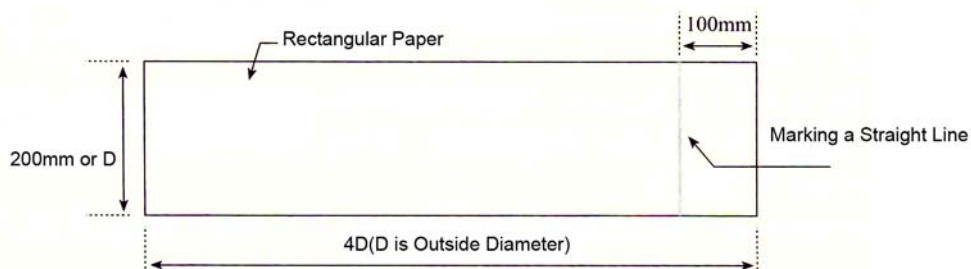 100mm
Rectangular Paper
Marking a Straight Line
200mm or D
4D(D is Outside Diameter)